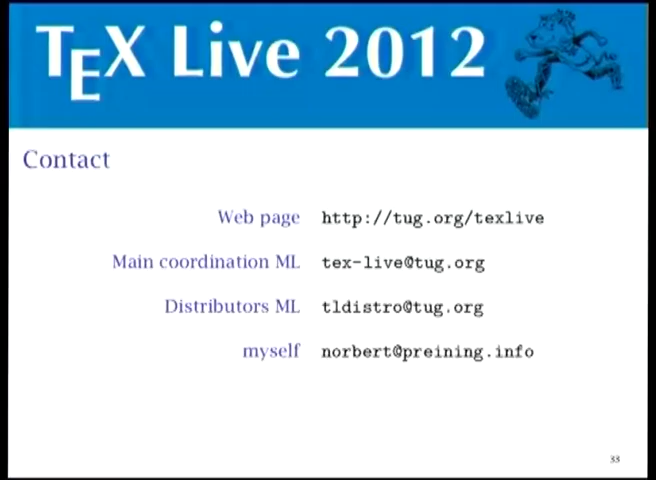 TEX Live 2012
Contact
Web page http://tug.org/texlive
Main coordination ML tex-live@tug.org
Distributors ML tldistro@tug.org
myself norbert@preining.info
33